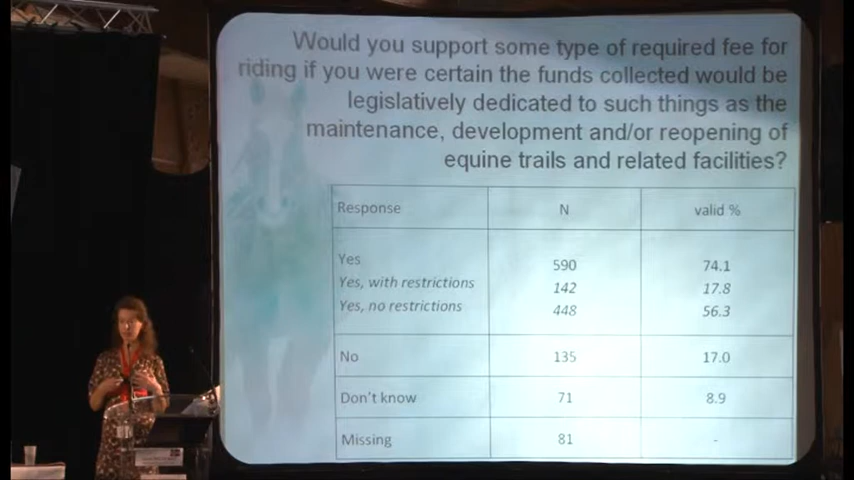 Would you support some type of required fee for
riding if you were certain the funds collected would be
legislatively dedicated to such things as the
maintenance, development and/or reopening of
equine trails and related facilities?
Response N valid %
Yes 590 74.1
Yes, with restrictions 142 17.8
Yes, no restrictions 448 56.3
No 135 17.0
Don't know 71 8.9
Missing 81 -